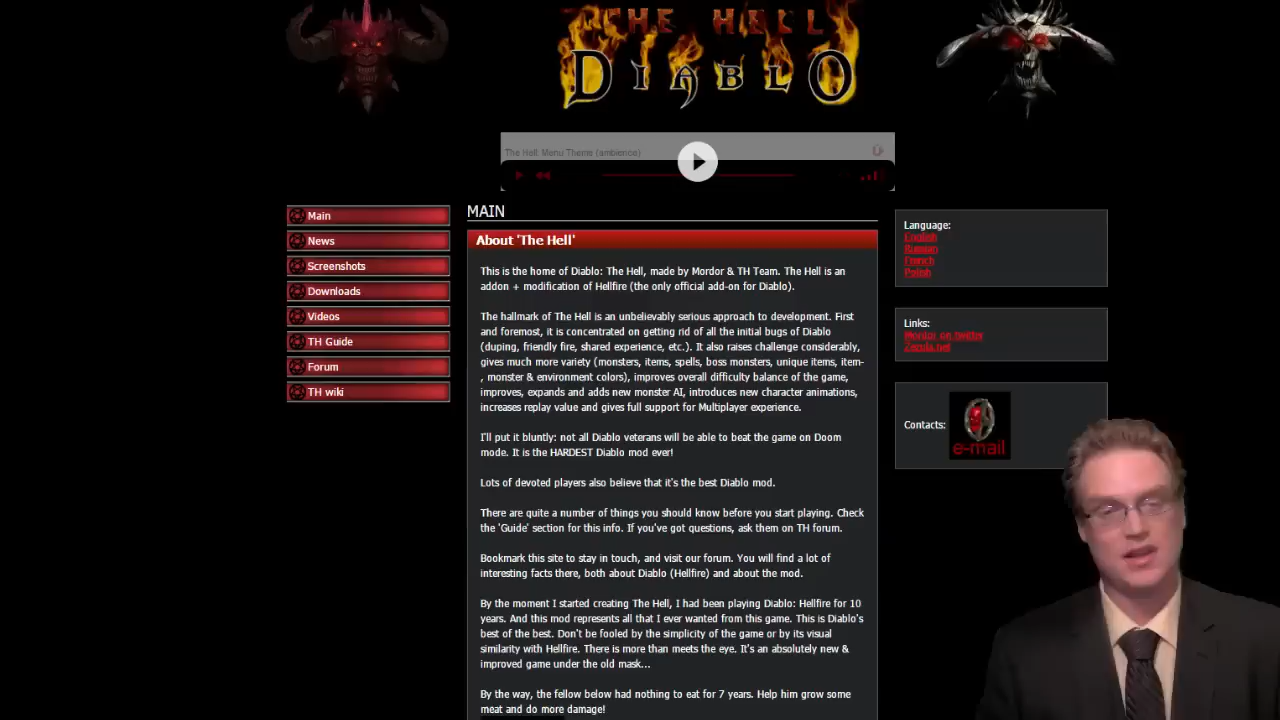 THE HELL
DIABLO
The Hell Menu Theme (ambience)
Main
News
Screenshots
Downloads
Videos
TH Guide
Forum
TH wiki
MAIN
About 'The Hell'
This is the home of Diablo: The Hell, made by Mordor & TH Team. The Hell is an
addon + modification of Hellfire (the only official add-on for Diablo).
The hallmark of The Hell is an unbelievably serious approach to development. First
and foremost, it is concentrated on getting rid of all the initial bugs of Diablo
(duping, friendly fire, shared experience, etc.). It also raises challenge considerably,
gives much more variety (monsters, items, spells, boss monsters, unique items, item-
, monster & environment colors), improves overall difficulty balance of the game,
improves, expands and adds new monster AI, introduces new character animations,
increases replay value and gives full support for Multiplayer experience.
I'll put it bluntly: not all Diablo veterans will be able to beat the game on Doom
mode. It is the HARDEST Diablo mod ever!
Lots of devoted players also believe that it's the best Diablo mod.
There are quite a number of things you should know before you start playing. Check
the 'Guide' section for this info. If you've got questions, ask them on TH forum.
Bookmark this site to stay in touch, and visit our forum. You will find a lot of
interesting facts there, both about Diablo (Hellfire) and about the mod.
By the moment I started creating The Hell, I had been playing Diablo: Hellfire for 10
years. And this mod represents all that I ever wanted from this game. This is Diablo's
best of the best. Don't be fooled by the simplicity of the game or by its visual
similarity with Hellfire. There is more than meets the eye. It's an absolutely new &
improved game under the old mask...
By the way, the fellow below had nothing to eat for 7 years. Help him grow some
meat and do more damage!
Language:
English
Russian
French
Polish
Links:
Mordor on twitter
Contacts:
e-mail